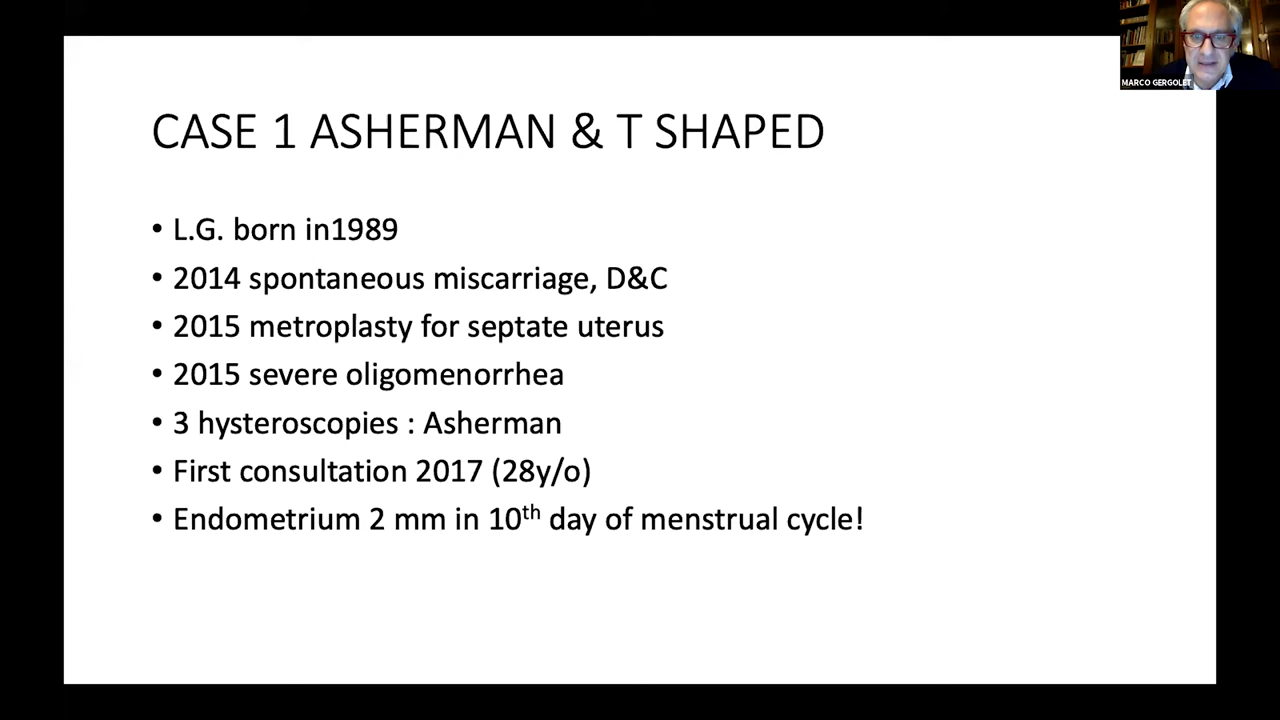 MARCO GERGOLET
CASE 1 ASHERMAN & T SHAPED
• L.G. born in1989
• 2014 spontaneous miscarriage, D&C
• 2015 metroplasty for septate uterus
• 2015 severe oligomenorrhea
• 3 hysteroscopies : Asherman
• First consultation 2017 (28y/o)
• Endometrium 2 mm in 10th day of menstrual cycle!